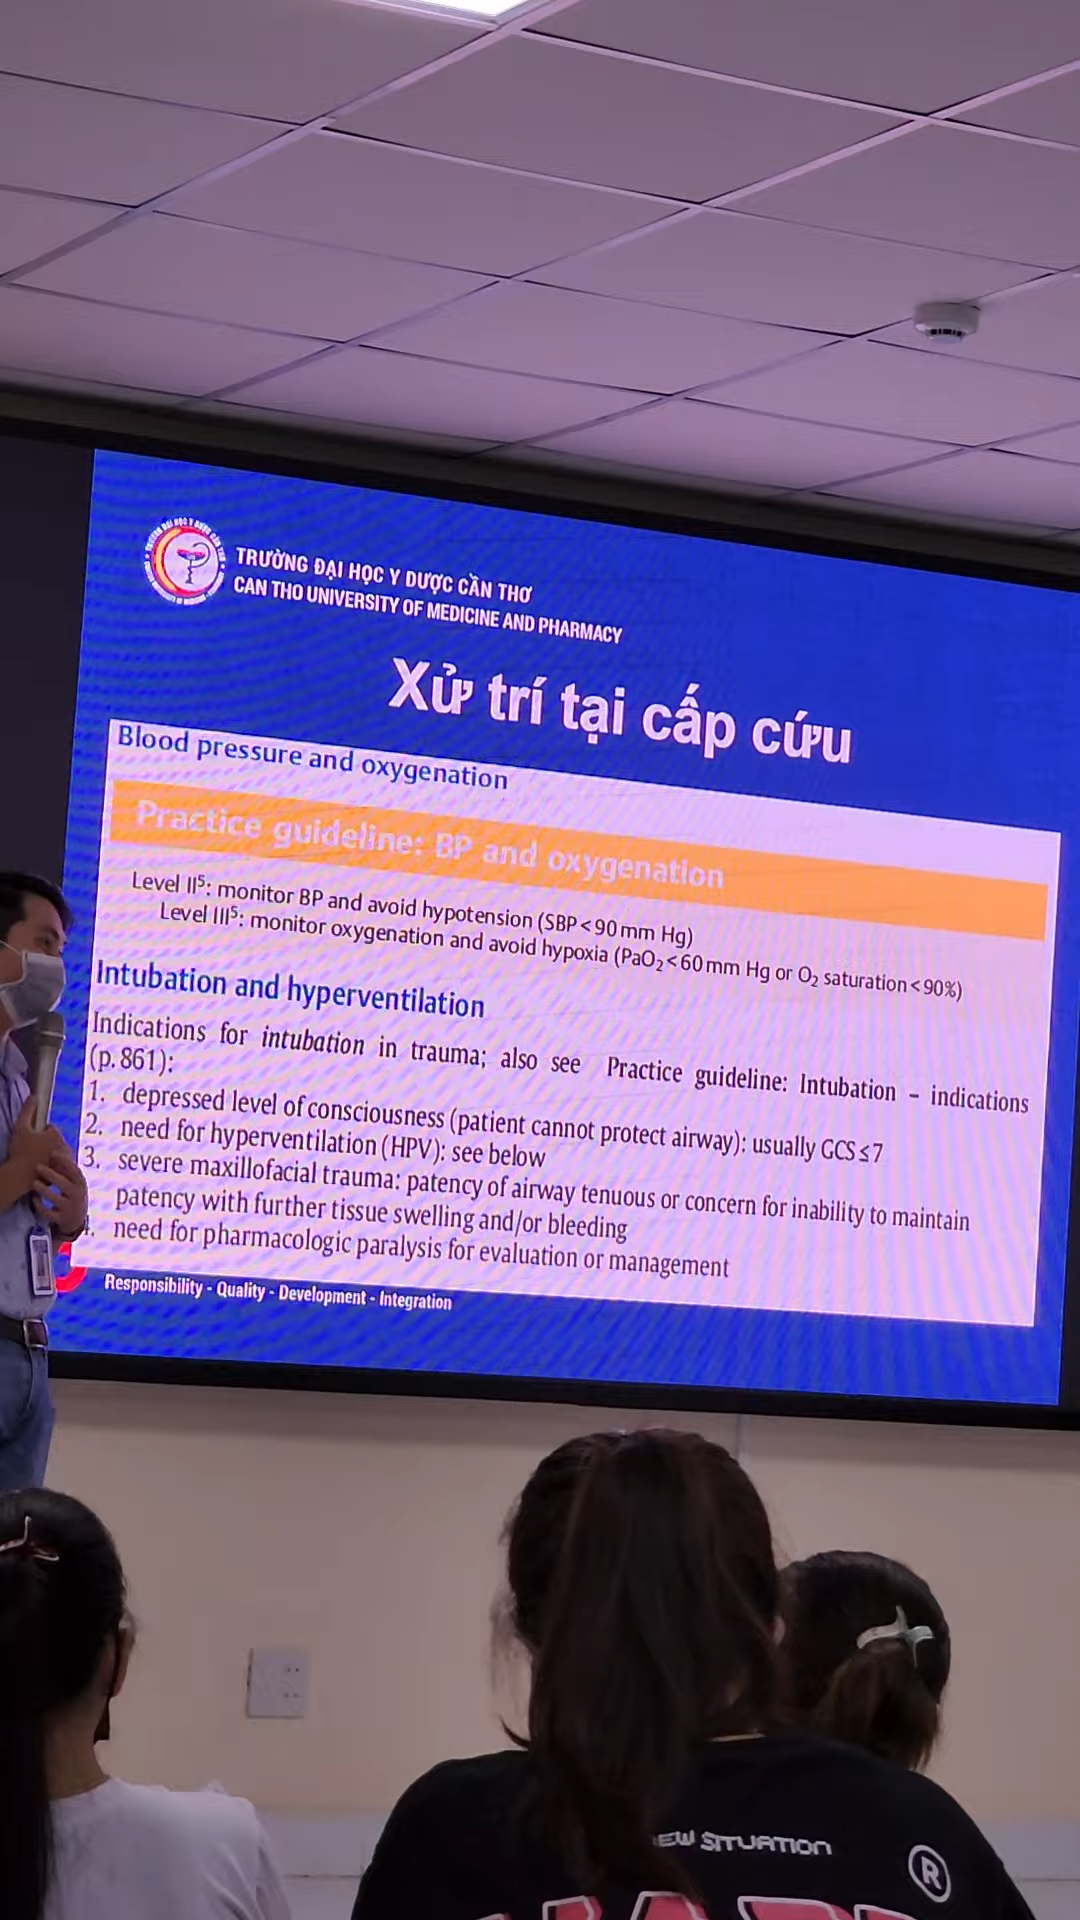 TRƯỜNG ĐẠI HỌC Y DƯỢC CẦN THƠ
CAN THO UNIVERSITY OF MEDICINE AND PHARMACY
Xử trí tại cấp cứu
Blood pressure and oxygenation
Practice guideline: BP and oxygenation
Level II⁵: monitor BP and avoid hypotension (SBP < 90 mm Hg)
Level III⁵: monitor oxygenation and avoid hypoxia (PaO₂ < 60 mm Hg or O₂ saturation < 90%)
Intubation and hyperventilation
Indications for intubation in trauma; also see Practice guideline: Intubation – indications
(p. 861):
1. depressed level of consciousness (patient cannot protect airway): usually GCS ≤ 7
2. need for hyperventilation (HPV): see below
3. severe maxillofacial trauma: patency of airway tenuous or concern for inability to maintain
patency with further tissue swelling and/or bleeding
4. need for pharmacologic paralysis for evaluation or management
Responsibility - Quality - Development - Integration
SITUATION
®